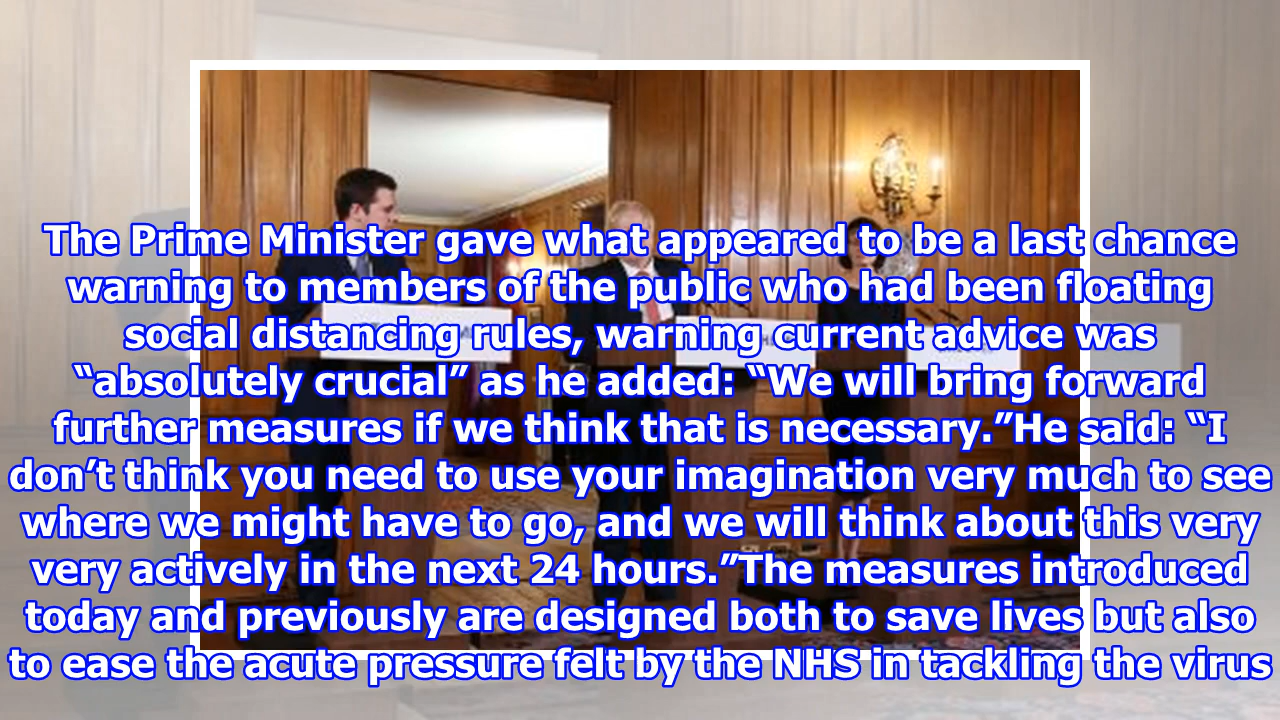 The Prime Minister gave what appeared to be a last chance
warning to members of the public who had been floating
social distancing rules, warning current advice was
“absolutely crucial” as he added: “We will bring forward
further measures if we think that is necessary.”He said: “I
don’t think you need to use your imagination very much to see
where we might have to go, and we will think about this very
very actively in the next 24 hours.”The measures introduced
today and previously are designed both to save lives but also
to ease the acute pressure felt by the NHS in tackling the virus